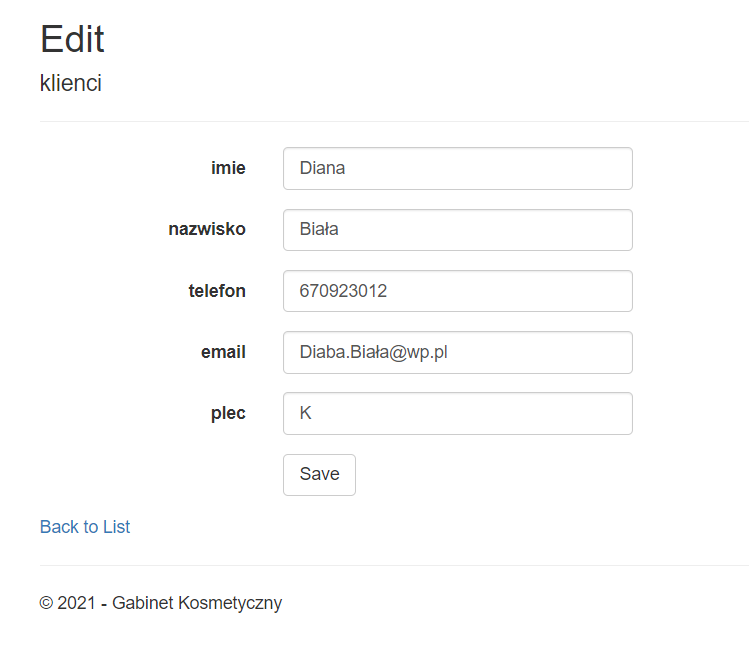 Edit
klienci
imie Diana
nazwisko Biała
telefon 670923012
email Diaba.Biała@wp.pl
plec K
Save
Back to List
© 2021 - Gabinet Kosmetyczny